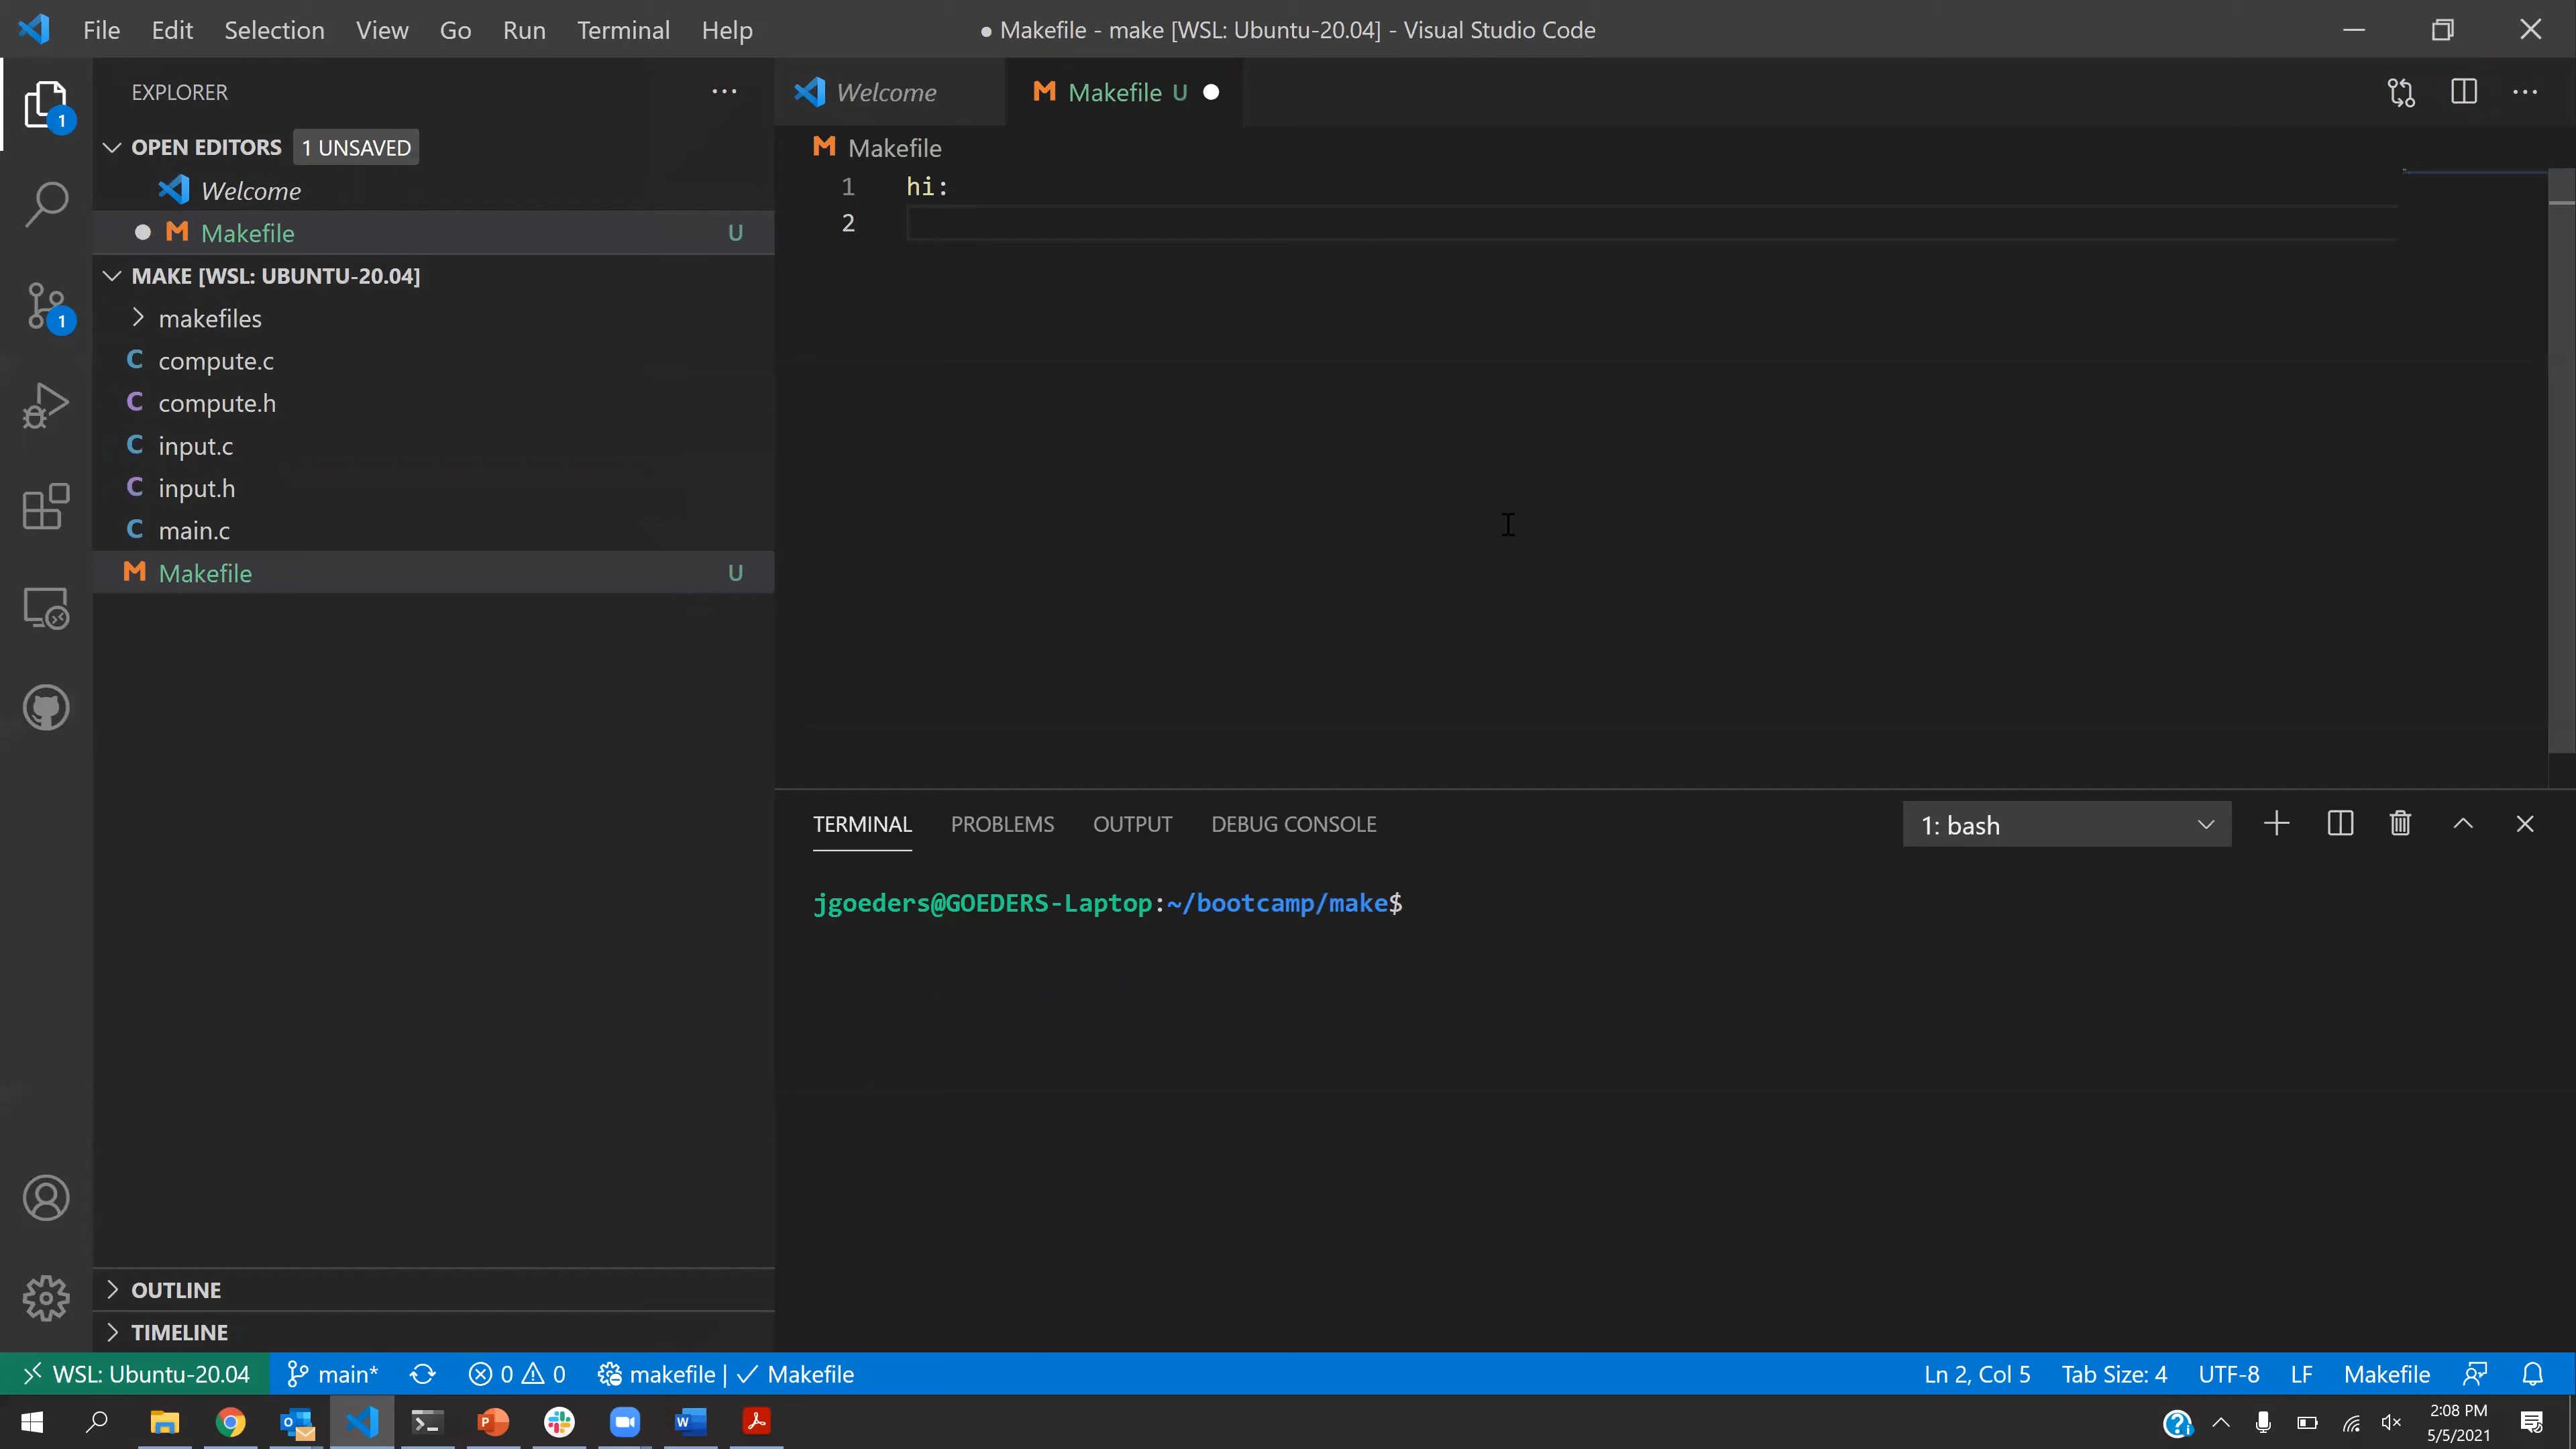 File Edit Selection View Go Run Terminal Help
● Makefile - make [WSL: Ubuntu-20.04] - Visual Studio Code
EXPLORER
OPEN EDITORS 1 UNSAVED
Welcome
Makefile U
MAKE [WSL: UBUNTU-20.04]
makefiles
C compute.c
C compute.h
C input.c
C input.h
C main.c
M Makefile U
OUTLINE
TIMELINE
1
1
Welcome
M Makefile U
M Makefile
1 hi:
2
TERMINAL PROBLEMS OUTPUT DEBUG CONSOLE
1: bash
jgoeders@GOEDERS-Laptop:~/bootcamp/make$
WSL: Ubuntu-20.04 main* 0 0 makefile | ✓ Makefile
Ln 2, Col 5 Tab Size: 4 UTF-8 LF Makefile
2:08 PM
5/5/2021